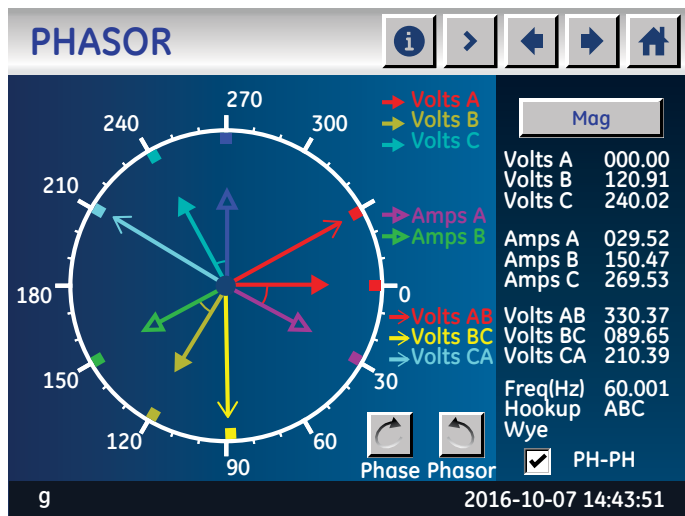 PHASOR
270
240
300
210
180
0
150
30
120
60
90
Volts A
Volts B
Volts C
Amps A
Amps B
Volts AB
Volts BC
Volts CA
Phase Phasor
Mag
Volts A 000.00
Volts B 120.91
Volts C 240.02
Amps A 029.52
Amps B 150.47
Amps C 269.53
Volts AB 330.37
Volts BC 089.65
Volts CA 210.39
Freq(Hz) 60.001
Hookup ABC
Wye
PH-PH
g 2016-10-07 14:43:51